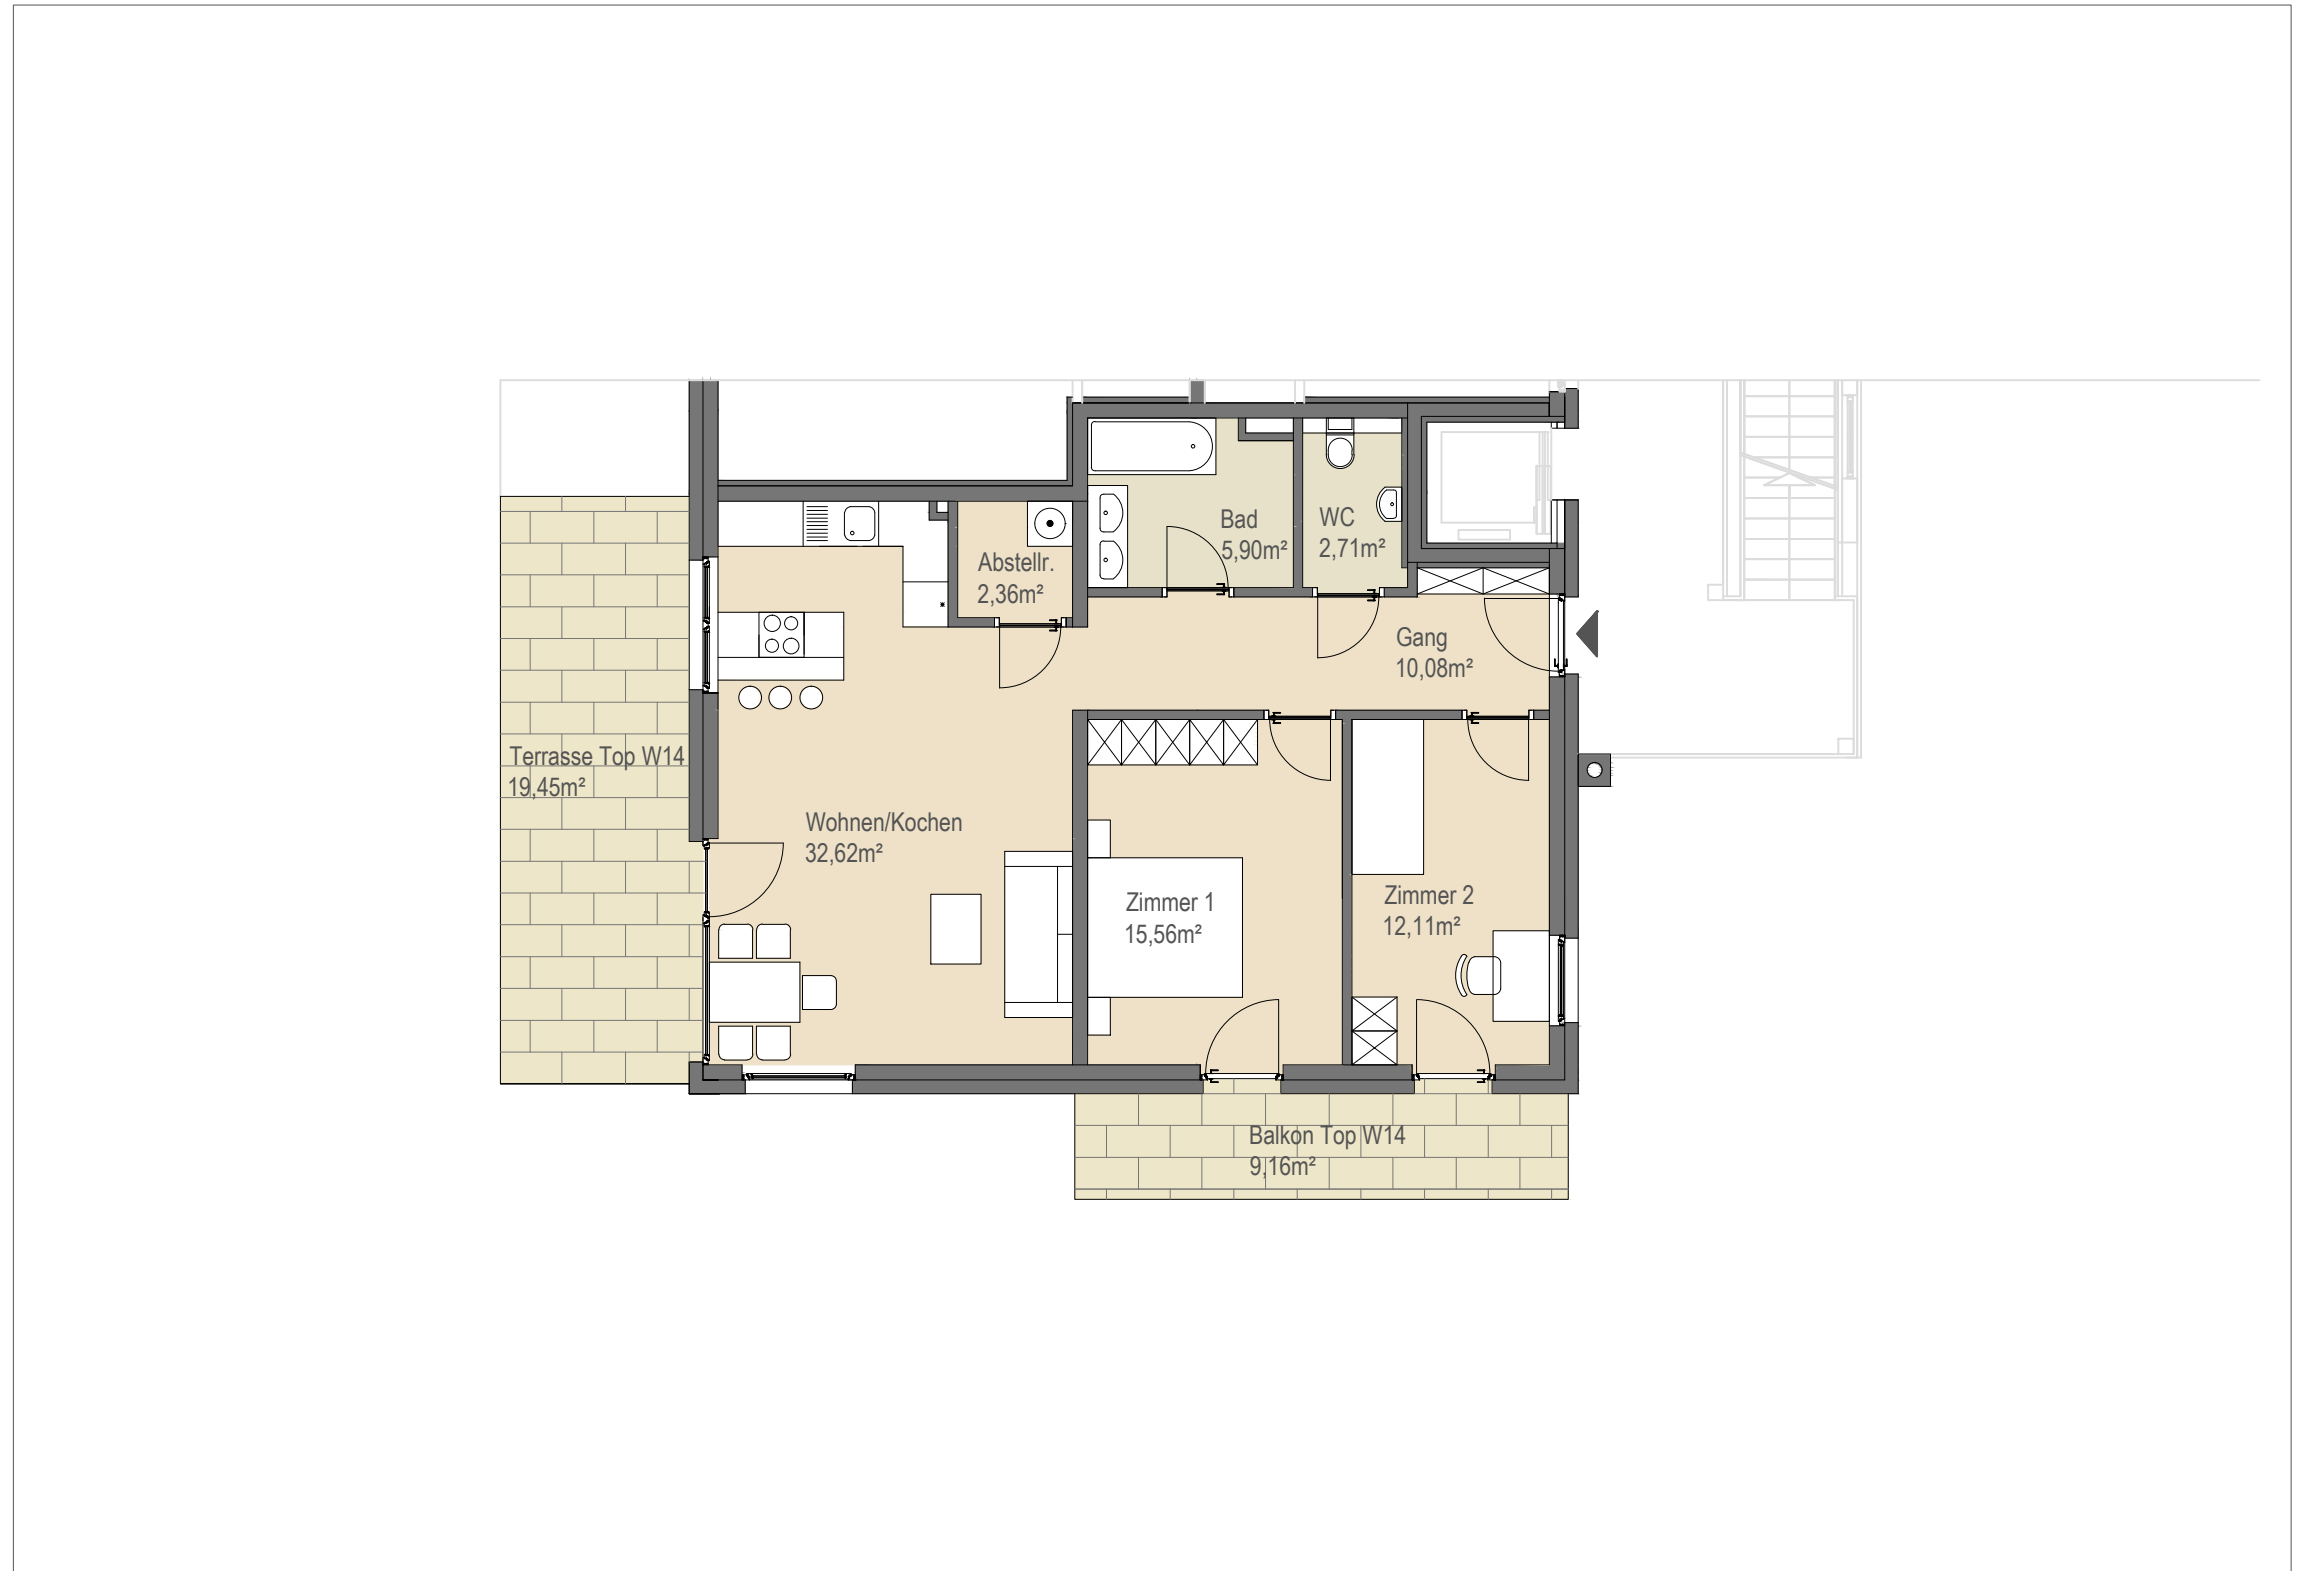 Bad
5,90m²
WC
2,71m²
Abstellr.
2,36m²
Gang
10,08m²
Terrasse Top W14
19,45m²
Wohnen/Kochen
32,62m²
Zimmer 1
15,56m²
Zimmer 2
12,11m²
Balkon Top W14
9,16m²